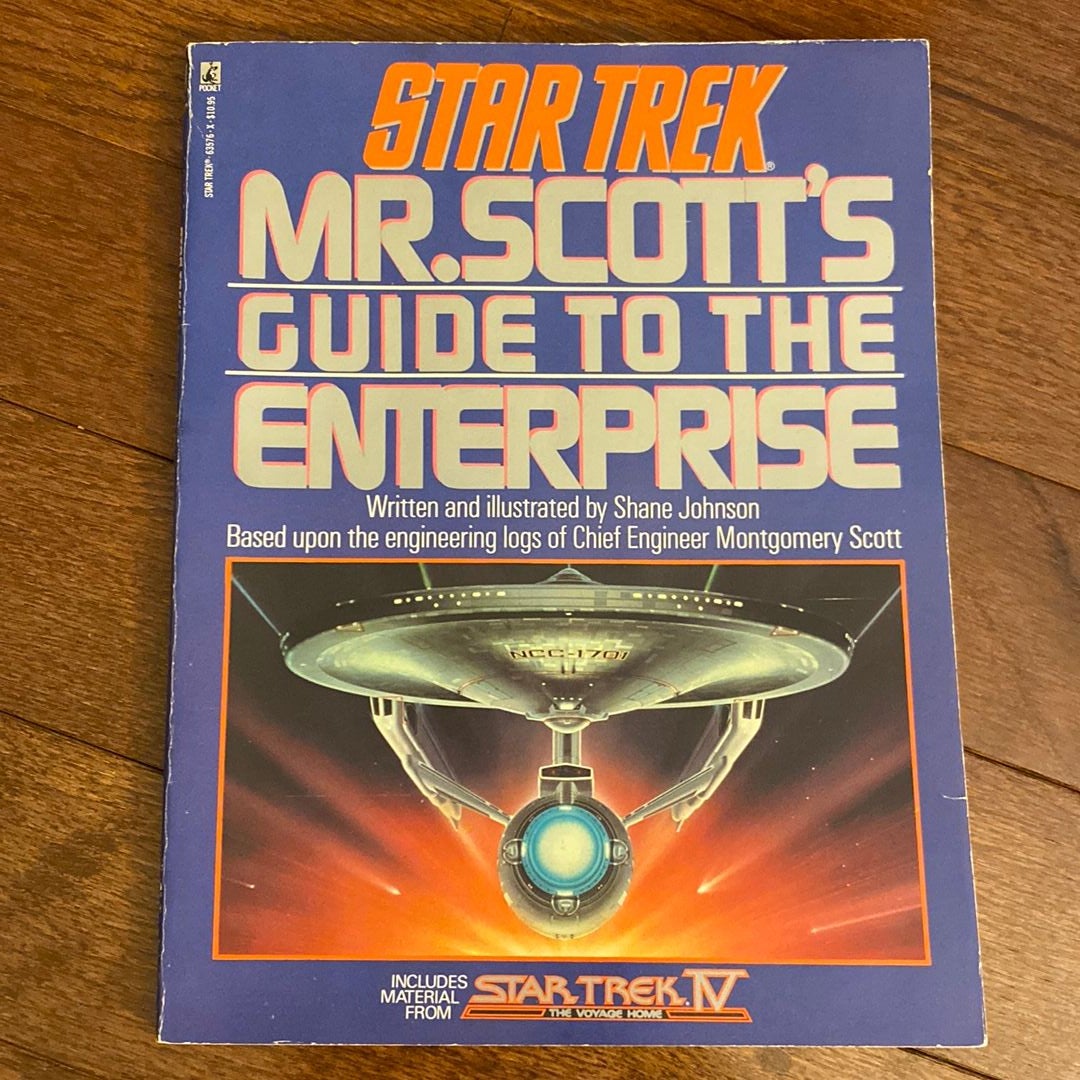 POCKET
STAR TREK® • 63576 • X • $10.95
STAR TREK®
MR. SCOTT'S
GUIDE TO THE
ENTERPRISE
Written and illustrated by Shane Johnson
Based upon the engineering logs of Chief Engineer Montgomery Scott
NCC-1701
INCLUDES
MATERIAL
FROM
STAR TREK IV
THE VOYAGE HOME